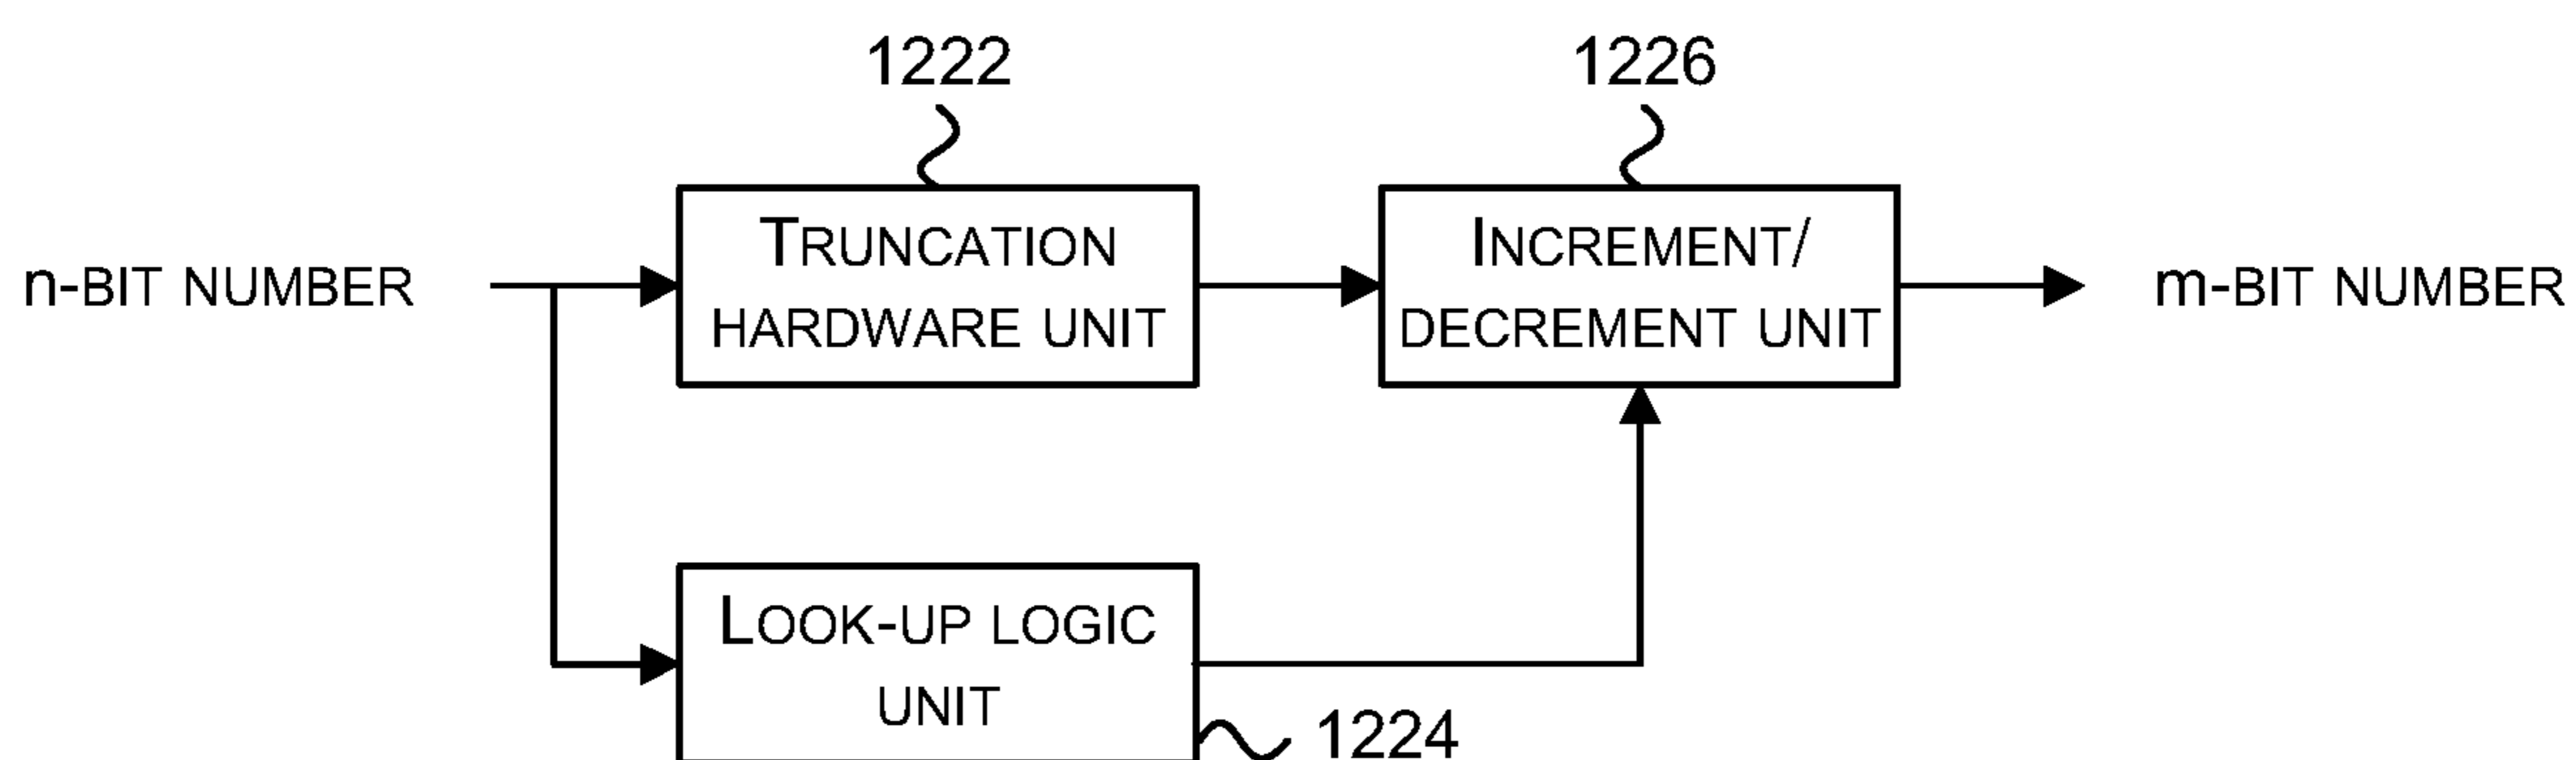 1222
1226
n-BIT NUMBER
TRUNCATION
HARDWARE UNIT
INCREMENT/
DECREMENT UNIT
m-BIT NUMBER
LOOK-UP LOGIC
UNIT
1224